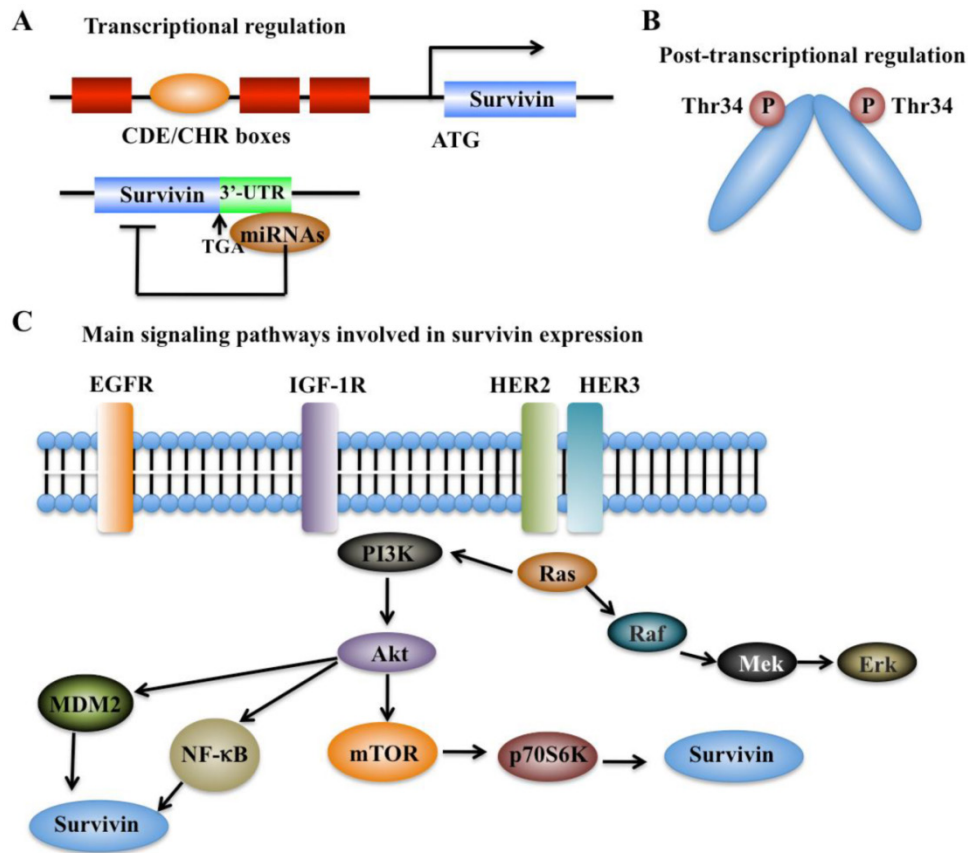 A
Transcriptional regulation
CDE/CHR boxes
Survivin
ATG
Survivin
3'-UTR
TGA
miRNAs
B
Post-transcriptional regulation
Thr34
P
P
Thr34
C
Main signaling pathways involved in survivin expression
EGFR
IGF-1R
HER2
HER3
PI3K
Ras
Raf
Mek
Erk
Akt
MDM2
NF-κB
mTOR
p70S6K
Survivin
Survivin